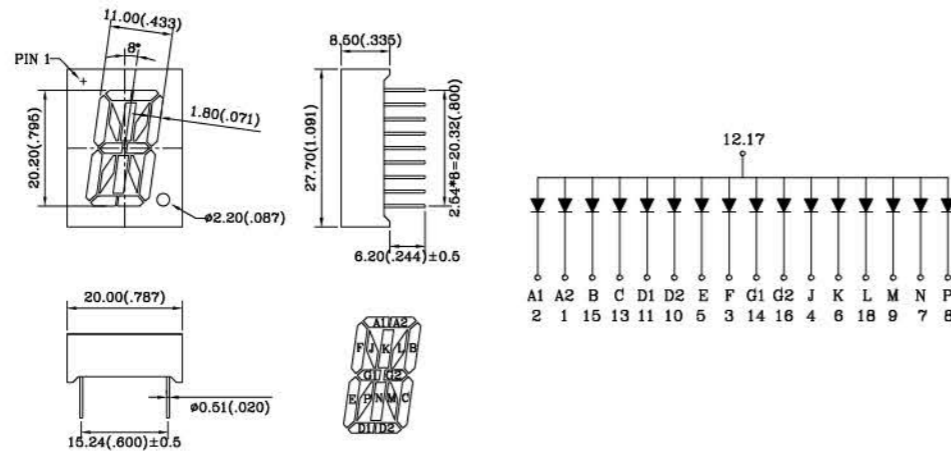 11.00(.433)
8°
PIN 1
1.80(.071)
20.20(.795)
ø2.20(.087)
8.50(.335)
27.70(1.091)
2.54*8=20.32(.800)
6.20(.244)±0.5
12.17
A1 A2 B C D1 D2 E F G1 G2 J K L M N P
2 1 15 13 11 10 5 3 14 16 4 6 18 9 7 8
20.00(.787)
ø0.51(.020)
15.24(.600)±0.5
A1 A2
F J K L B
G1 G2
E P N M C
D1 D2